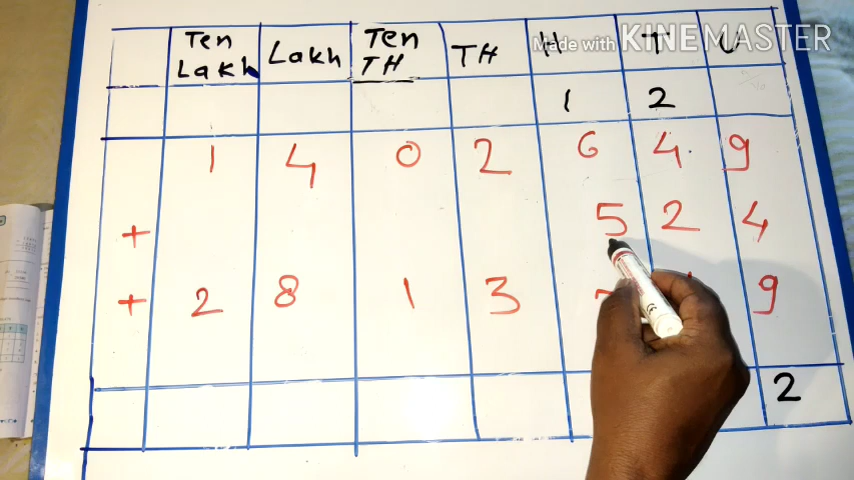 Made with KINEMASTER
Ten Lakh Lakh Ten TH TH H T U
1 2
1 4 0 2 6 4 9
+ 5 2 4
+ 2 8 1 3 9
2